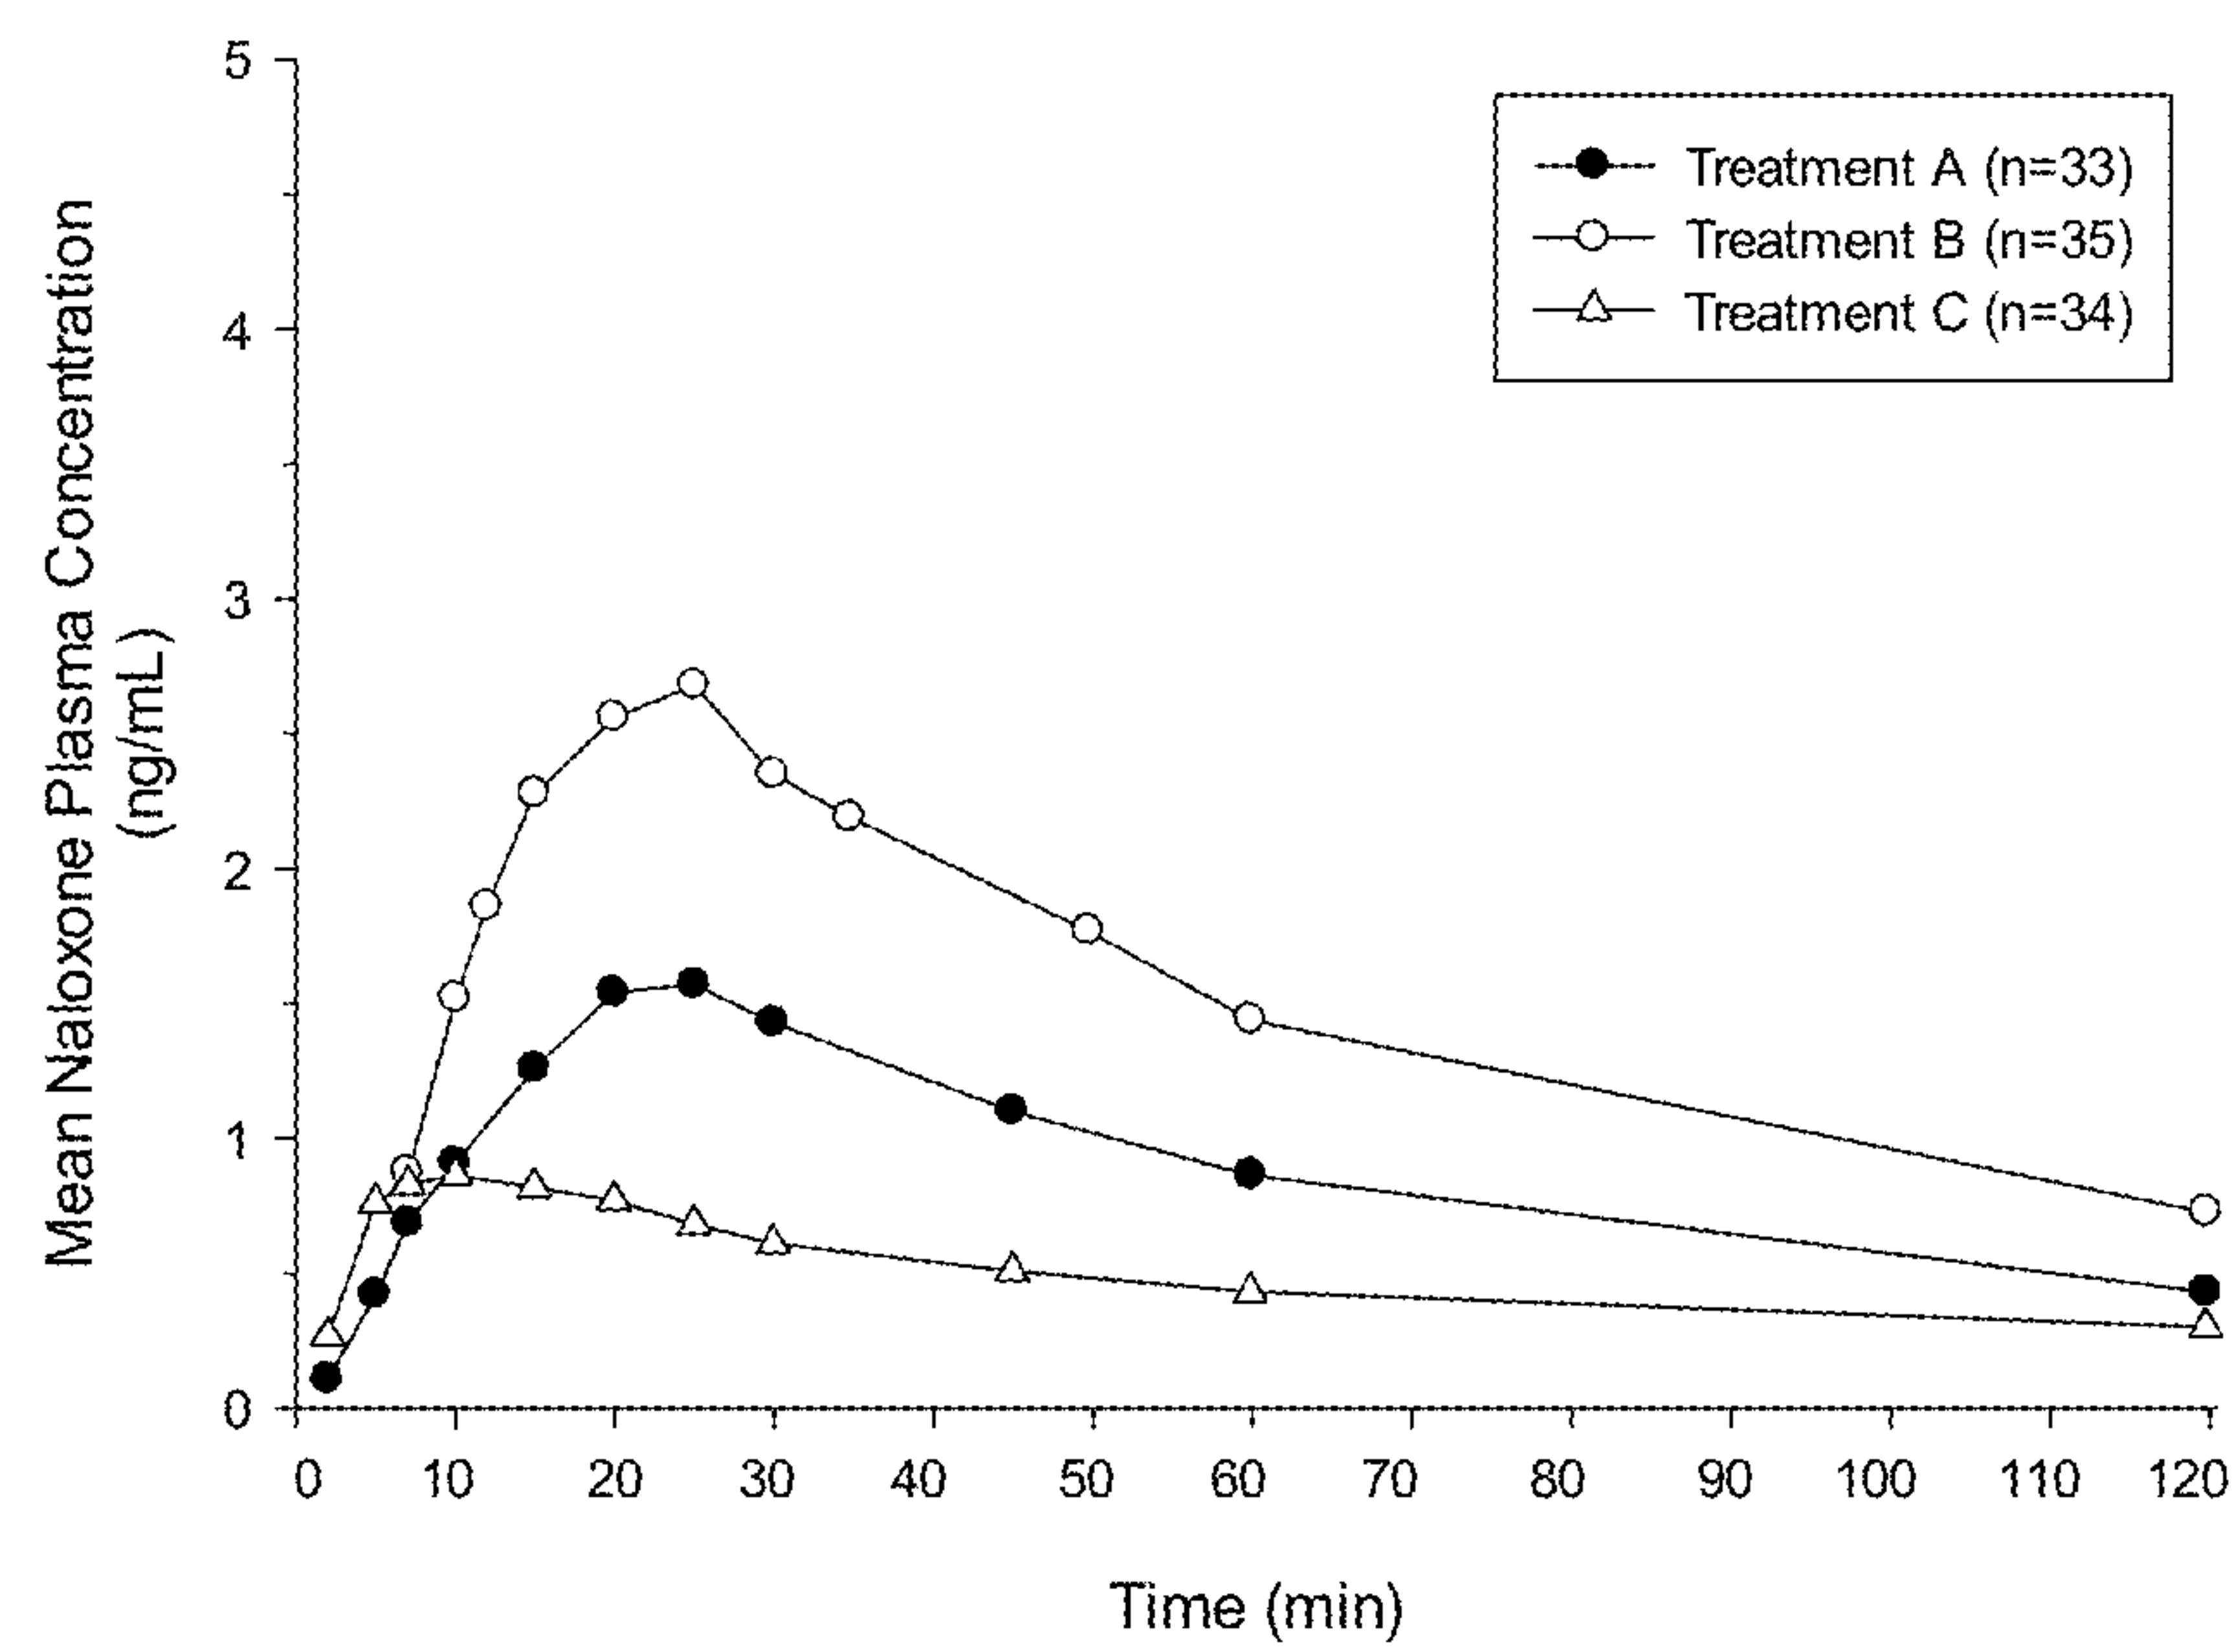 Mean Naloxone Plasma Concentration
(ng/mL)
5
4
3
2
1
0
Treatment A (n=33)
Treatment B (n=35)
Treatment C (n=34)
0 10 20 30 40 50 60 70 80 90 100 110 120
Time (min)